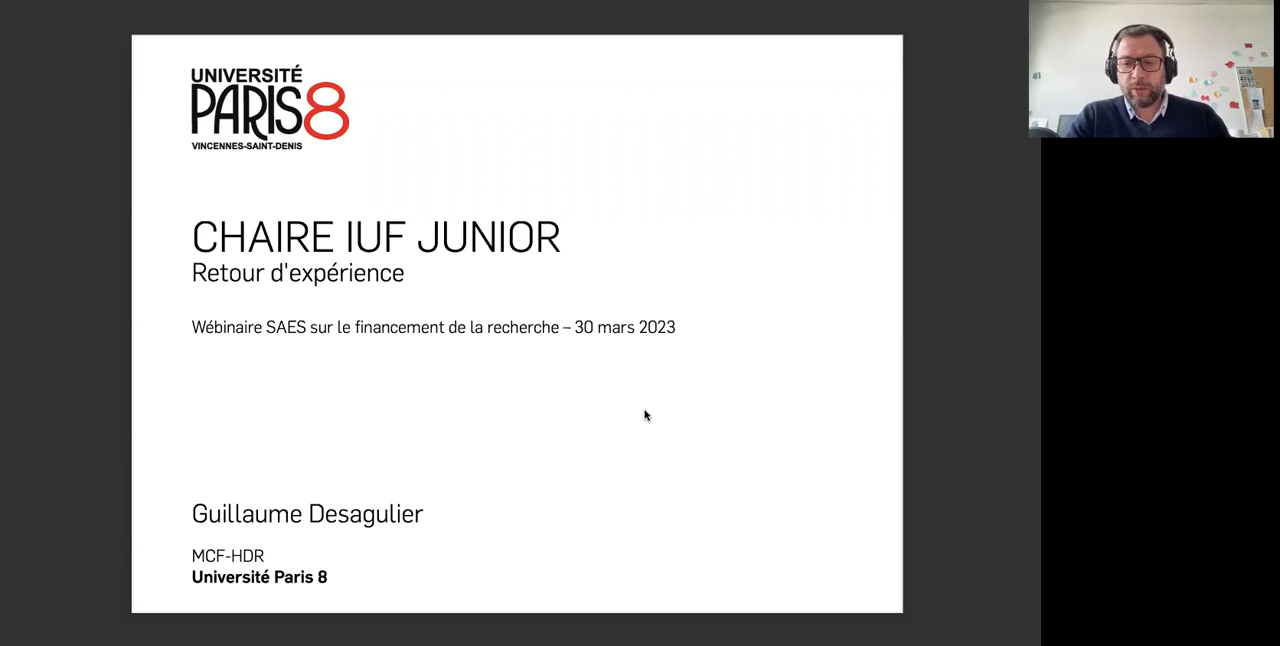 UNIVERSITÉ
PARIS8
VINCENNES-SAINT-DENIS
CHAIRE IUF JUNIOR
Retour d'expérience
Wébinaire SAES sur le financement de la recherche – 30 mars 2023
Guillaume Desagulier
MCF-HDR
Université Paris 8